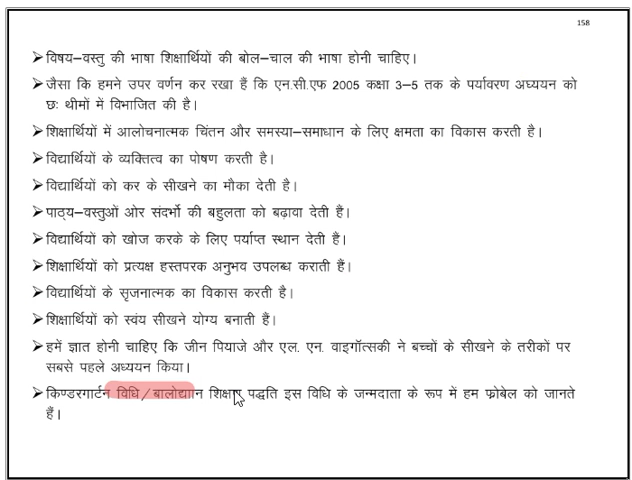 158
➢ विषय–वस्तु की भाषा शिक्षार्थियों की बोल–चाल की भाषा होनी चाहिए।
➢ जैसा कि हमने उपर वर्णन कर रखा हैं कि एन.सी.एफ 2005 कक्षा 3–5 तक के पर्यावरण अघ्ययन को
छः थीमों में विभाजित की है।
➢ शिक्षार्थियों में आलोचनात्मक चिंतन और समस्या–समाधान के लिए क्षमता का विकास करती है।
➢ विद्यार्थियों के व्यक्तित्व का पोषण करती है।
➢ विद्यार्थियों को कर के सीखने का मौका देती है।
➢ पाठ्य–वस्तुओं ओर संदर्भो की बहुलता को बढ़ावा देती हैं।
➢ विद्यार्थियों को खोज करके के लिए पर्याप्त स्थान देती हैं।
➢ शिक्षार्थियों को प्रत्यक्ष हस्तपरक अनुभव उपलब्ध कराती हैं।
➢ विद्यार्थियों के सृजनात्मक का विकास करती है।
➢ शिक्षार्थियों को स्वंय सीखने योग्य बनाती हैं।
➢ हमें ज्ञात होनी चाहिए कि जीन पियाजे और एल. एन. वाइगॉत्सकी ने बच्चों के सीखने के तरीकों पर
सबसे पहले अध्ययन किया।
➢ किण्डरगार्टन विधि/बालोद्यान शिक्षण पद्धति इस विधि के जन्मदाता के रूप में हम फ्रोबेल को जानते
हैं।